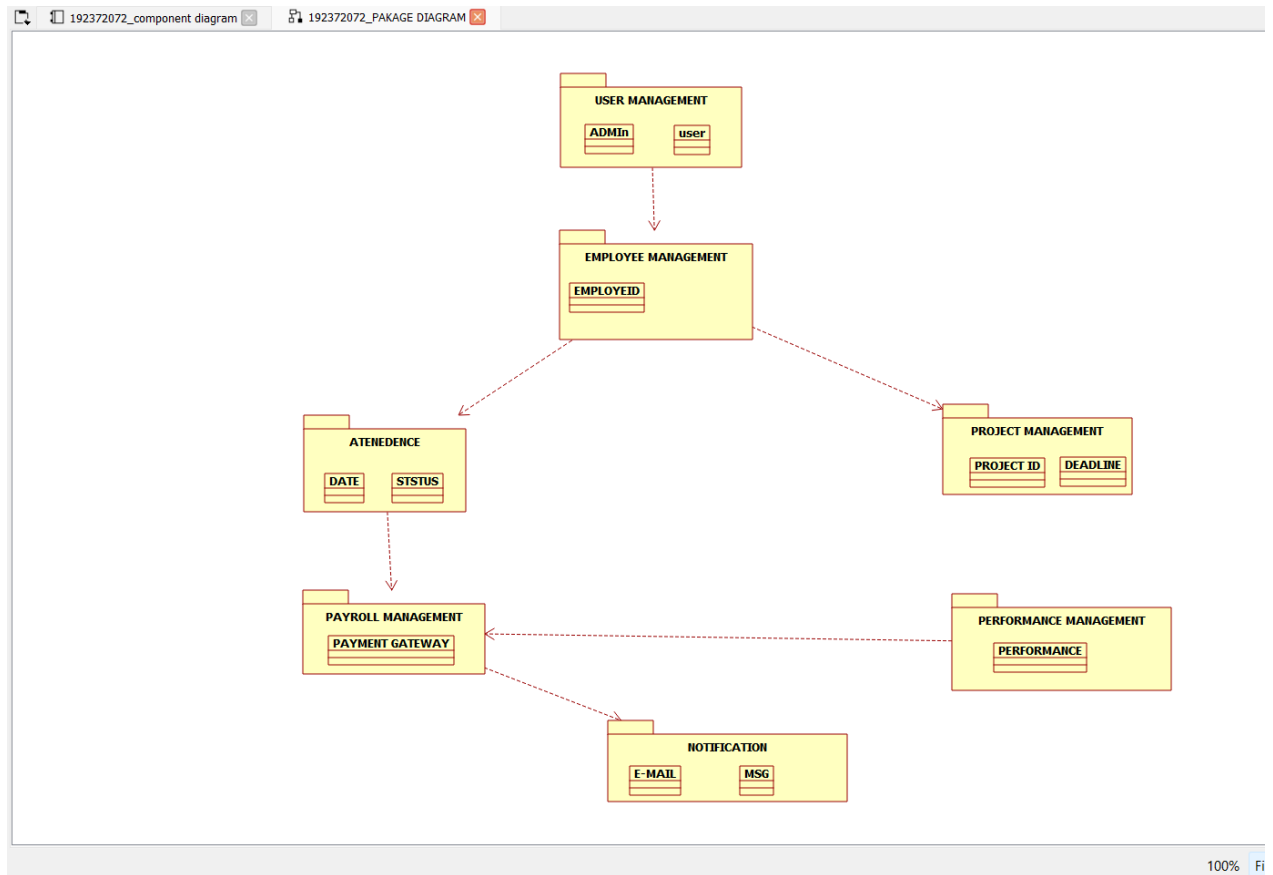 192372072_component diagram
192372072_PAKAGE DIAGRAM
USER MANAGEMENT
ADMIn
user
EMPLOYEE MANAGEMENT
EMPLOYEID
ATENEDENCE
DATE
STSTUS
PROJECT MANAGEMENT
PROJECT ID
DEADLINE
PAYROLL MANAGEMENT
PAYMENT GATEWAY
PERFORMANCE MANAGEMENT
PERFORMANCE
NOTIFICATION
E-MAIL
MSG
100% Fi